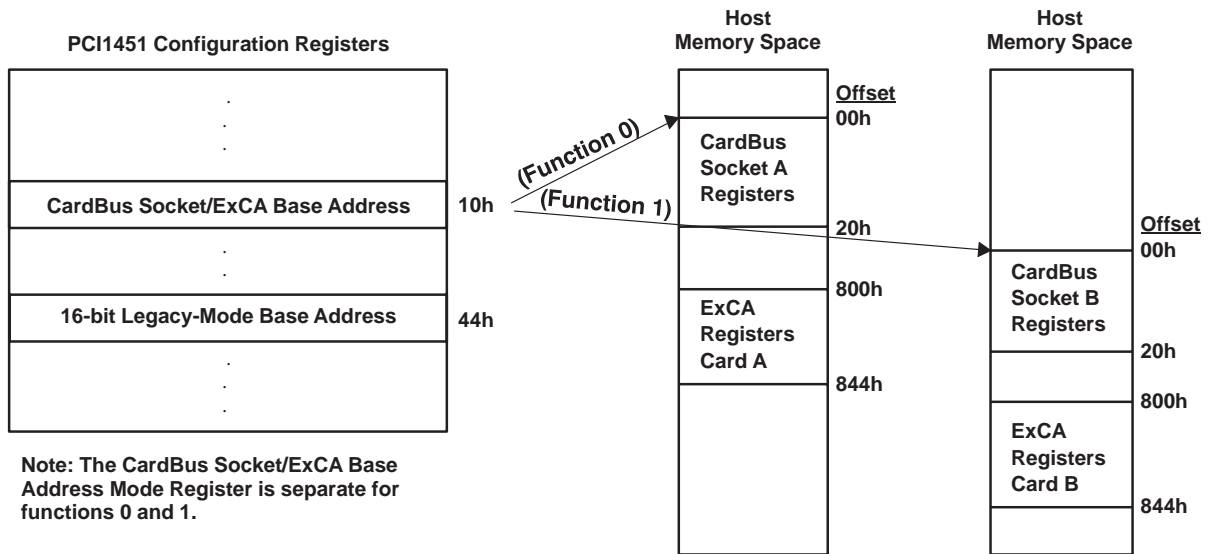 PCI1451 Configuration Registers
.
.
.
CardBus Socket/ExCA Base Address
10h
.
.
16-bit Legacy-Mode Base Address
44h
.
.
.
Note: The CardBus Socket/ExCA Base
Address Mode Register is separate for
functions 0 and 1.
(Function 0)
(Function 1)
Host
Memory Space
Offset
00h
CardBus
Socket A
Registers
20h
800h
ExCA
Registers
Card A
844h
Host
Memory Space
Offset
00h
CardBus
Socket B
Registers
20h
800h
ExCA
Registers
Card B
844h